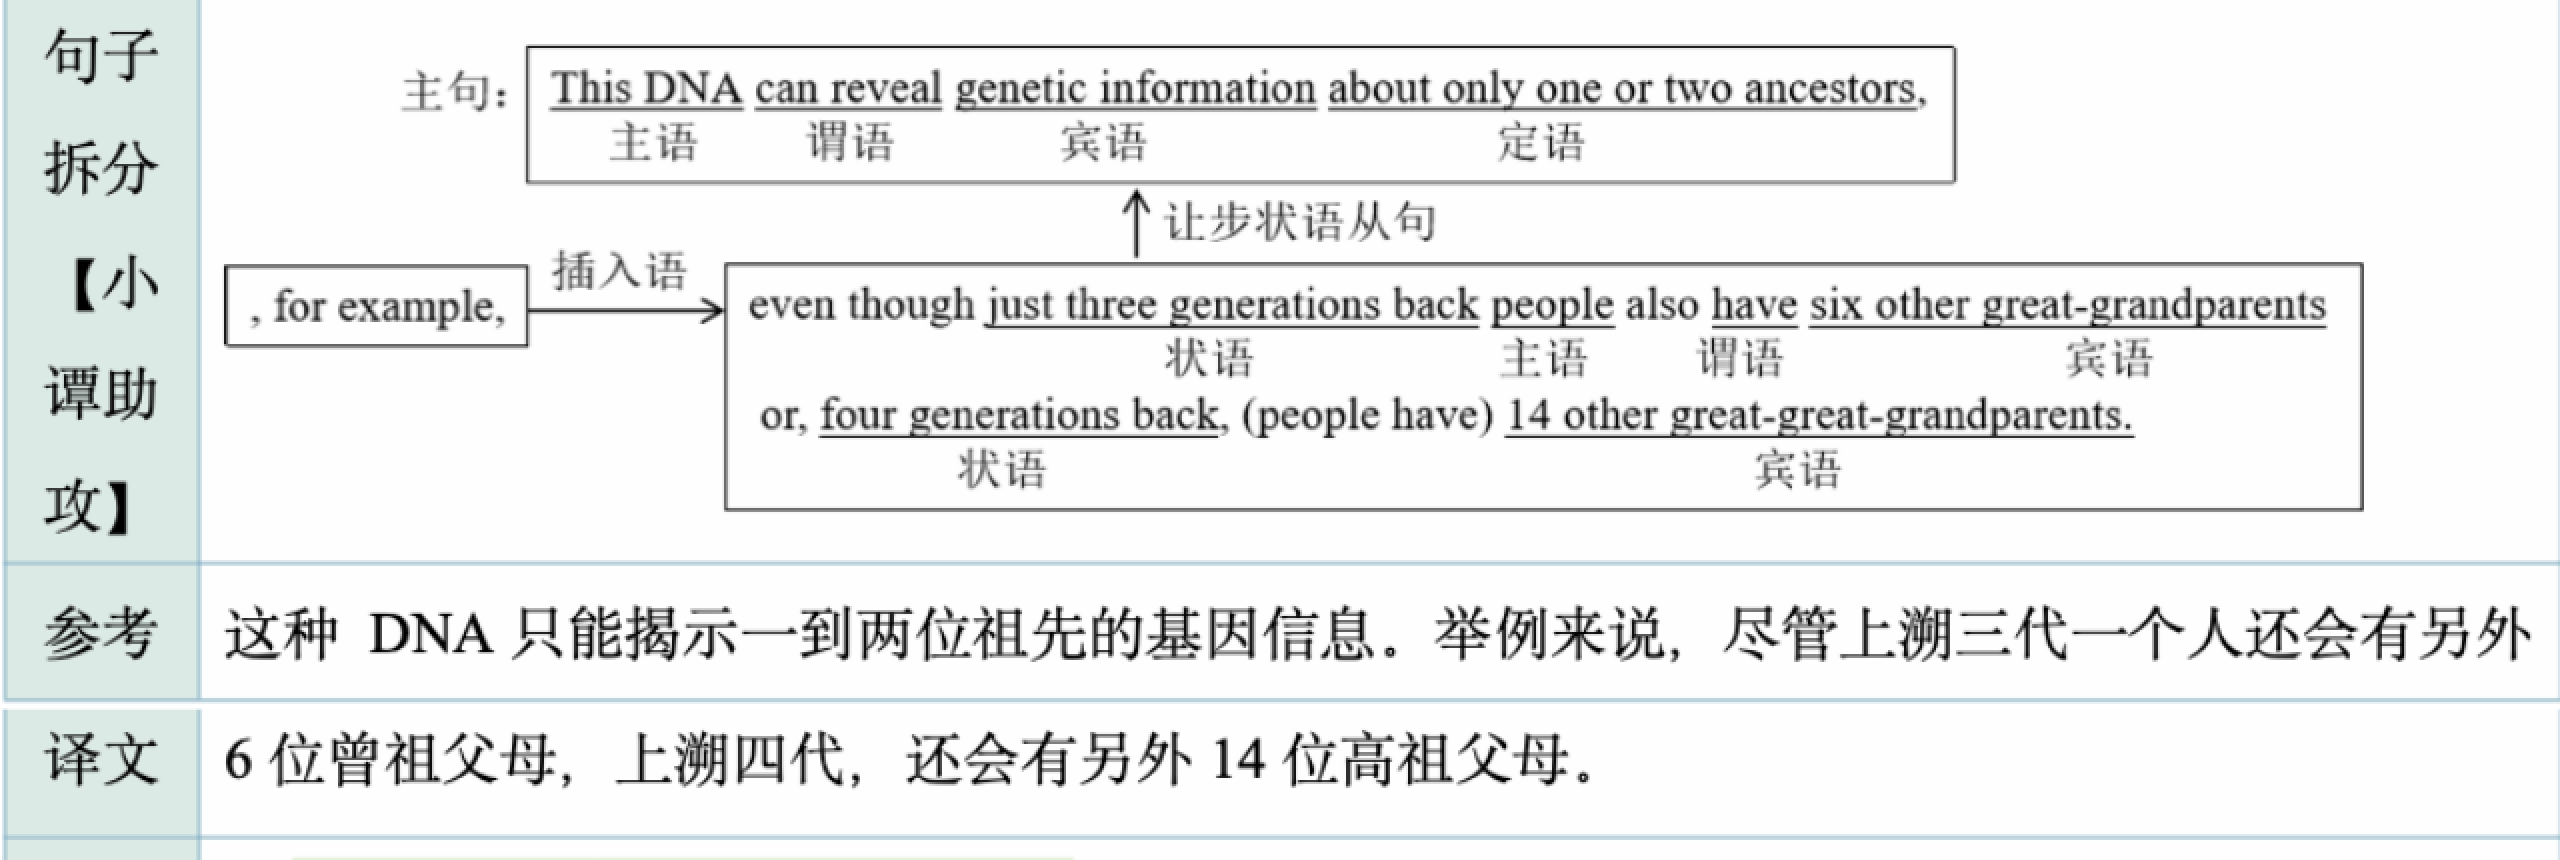 句子
拆分
【小
谭助
攻】
主句：
This DNA can reveal genetic information about only one or two ancestors,
主语 谓语 宾语 定语
让步状语从句
, for example,
插入语
even though just three generations back people also have six other great-grandparents
状语 主语 谓语 宾语
or, four generations back, (people have) 14 other great-great-grandparents.
状语 宾语
参考
这种 DNA 只能揭示一到两位祖先的基因信息。举例来说，尽管上溯三代一个人还会有另外
译文
6 位曾祖父母，上溯四代，还会有另外 14 位高祖父母。